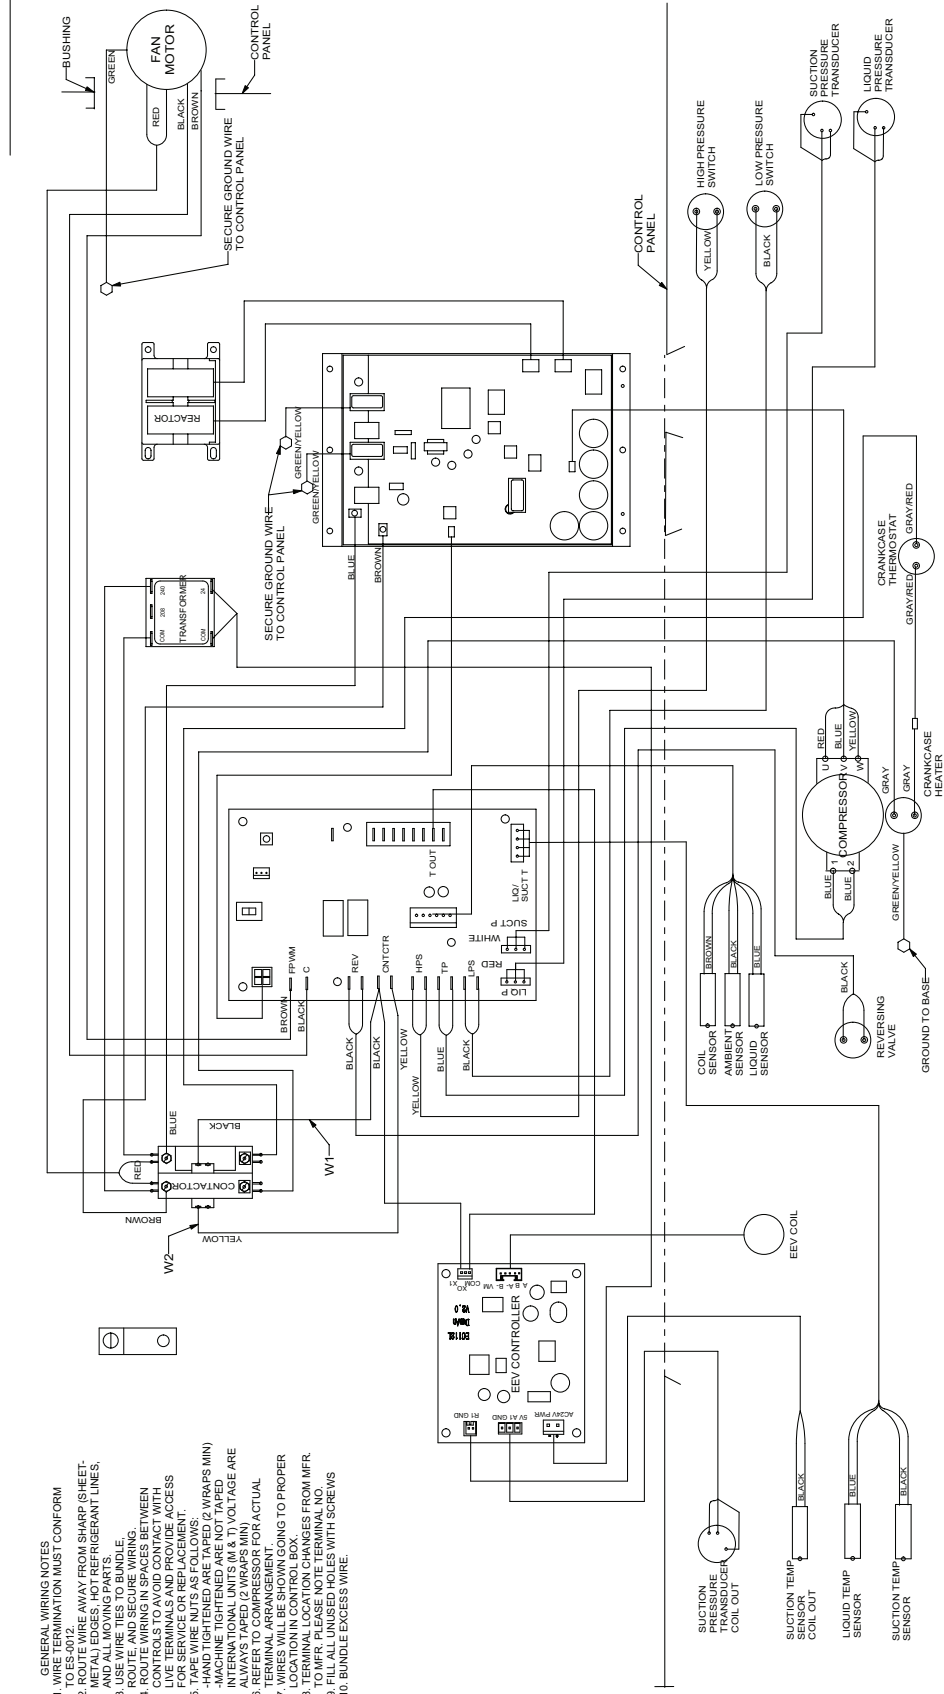 BUSHING
GREEN
FAN
MOTOR
RED
BLACK
BROWN
CONTROL
PANEL
SECURE GROUND WIRE
TO CONTROL PANEL
SUCTION
PRESSURE
TRANSDUCER
LIQUID
PRESSURE
TRANSDUCER
HIGH PRESSURE
SWITCH
YELLOW
LOW PRESSURE
SWITCH
BLACK
CONTROL
PANEL
REACTOR
GREEN/YELLOW
GREEN/YELLOW
SECURE GROUND WIRE
TO CONTROL PANEL
BLUE
BROWN
TRANSFORMER
COM
208
240
COM
24
CRANKCASE
THERMOSTAT
GRAY/RED
GRAY/RED
RED
BLUE
YELLOW
U
V
W
COMPRESSOR
1
2
BLUE
BLUE
GRAY
GRAY
CRANKCASE
HEATER
GREEN/YELLOW
GROUND TO BASE
T OUT
LIQ/
SUCT T
SUCT P
WHITE
RED
LIQ P
FPWM
C
REV
CNTCTR
HPS
TP
LPS
BROWN
BLACK
BLACK
BLACK
YELLOW
YELLOW
BLUE
BLACK
BROWN
BLACK
BLUE
COIL
SENSOR
AMBIENT
SENSOR
LIQUID
SENSOR
BLACK
REVERSING
VALVE
BLUE
BLACK
RED
CONTACTOR
BROWN
YELLOW
W1
W2
EEV COIL
X1
XO
COM
A B A- B- VM
EEV CONTROLLER
V2.0
R1 GND
5V A1 GND
AC24V PWR
SUCTION
PRESSURE
TRANSDUCER
COIL OUT
BLACK
SUCTION TEMP
SENSOR
COIL OUT
BLUE
LIQUID TEMP
SENSOR
BLACK
SUCTION TEMP
SENSOR
GENERAL WIRING NOTES
1. WIRE TERMINATION MUST CONFORM
TO ES-0012.
2. ROUTE WIRE AWAY FROM SHARP (SHEET-
METAL) EDGES, HOT REFRIGERANT LINES,
AND ALL MOVING PARTS.
3. USE WIRE TIES TO BUNDLE,
ROUTE, AND SECURE WIRING.
4. ROUTE WIRING IN SPACES BETWEEN
CONTROLS TO AVOID CONTACT WITH
LIVE TERMINALS AND PROVIDE ACCESS
FOR SERVICE OR REPLACEMENT.
5. TAPE WIRE NUTS AS FOLLOWS:
-HAND TIGHTENED ARE TAPED (2 WRAPS MIN)
-MACHINE TIGHTENED ARE NOT TAPED
INTERNATIONAL UNITS (M & T) VOLTAGE ARE
ALWAYS TAPED (2 WRAPS MIN)
6. REFER TO COMPRESSOR FOR ACTUAL
TERMINAL ARRANGEMENT.
7. WIRES WILL BE SHOWN GOING TO PROPER
LOCATION IN CONTROL BOX.
8. TERMINAL LOCATION CHANGES FROM MFR.
TO MFR. PLEASE NOTE TERMINAL NO.
9. FILL ALL UNUSED HOLES WITH SCREWS
10. BUNDLE EXCESS WIRE.